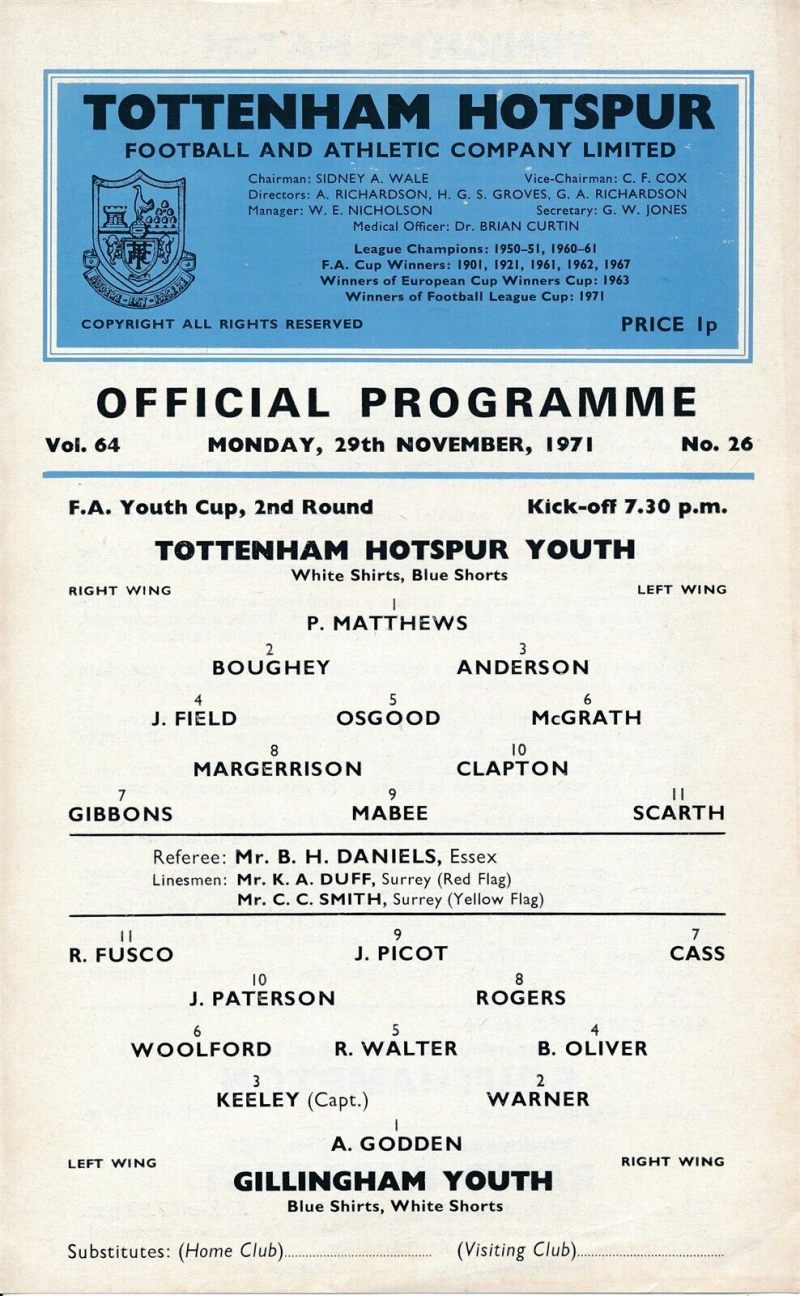 TOTTENHAM HOTSPUR
FOOTBALL AND ATHLETIC COMPANY LIMITED
Chairman: SIDNEY A. WALE Vice-Chairman: C. F. COX
Directors: A. RICHARDSON, H. G. S. GROVES, G. A. RICHARDSON
Manager: W. E. NICHOLSON Secretary: G. W. JONES
Medical Officer: Dr. BRIAN CURTIN
League Champions: 1950-51, 1960-61
F.A. Cup Winners: 1901, 1921, 1961, 1962, 1967
Winners of European Cup Winners Cup: 1963
Winners of Football League Cup: 1971
AUDERE·EST·FACERE
COPYRIGHT ALL RIGHTS RESERVED PRICE 1p
OFFICIAL PROGRAMME
Vol. 64 MONDAY, 29th NOVEMBER, 1971 No. 26
F.A. Youth Cup, 2nd Round Kick-off 7.30 p.m.
TOTTENHAM HOTSPUR YOUTH
White Shirts, Blue Shorts
RIGHT WING LEFT WING
1
P. MATTHEWS
2 3
BOUGHEY ANDERSON
4 5 6
J. FIELD OSGOOD McGRATH
8 10
MARGERRISON CLAPTON
7 9 11
GIBBONS MABEE SCARTH
Referee: Mr. B. H. DANIELS, Essex
Linesmen: Mr. K. A. DUFF, Surrey (Red Flag)
Mr. C. C. SMITH, Surrey (Yellow Flag)
11 9 7
R. FUSCO J. PICOT CASS
10 8
J. PATERSON ROGERS
6 5 4
WOOLFORD R. WALTER B. OLIVER
3 2
KEELEY (Capt.) WARNER
1
A. GODDEN
LEFT WING RIGHT WING
GILLINGHAM YOUTH
Blue Shirts, White Shorts
Substitutes: (Home Club).............................. (Visiting Club)..............................